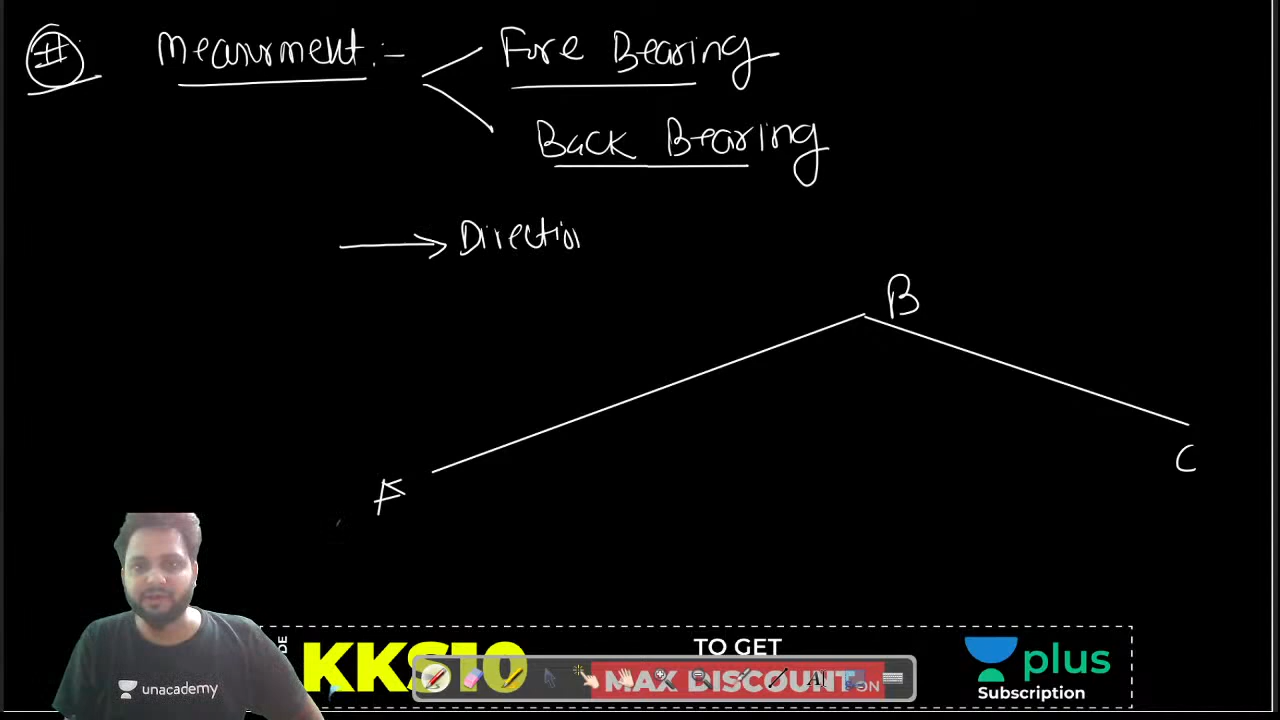 # Measurment :- Fore Bearing
Back Bearing
Direction
B
A
C
KKS10
TO GET
MAX DISCOUNT
plus
Subscription
unacademy